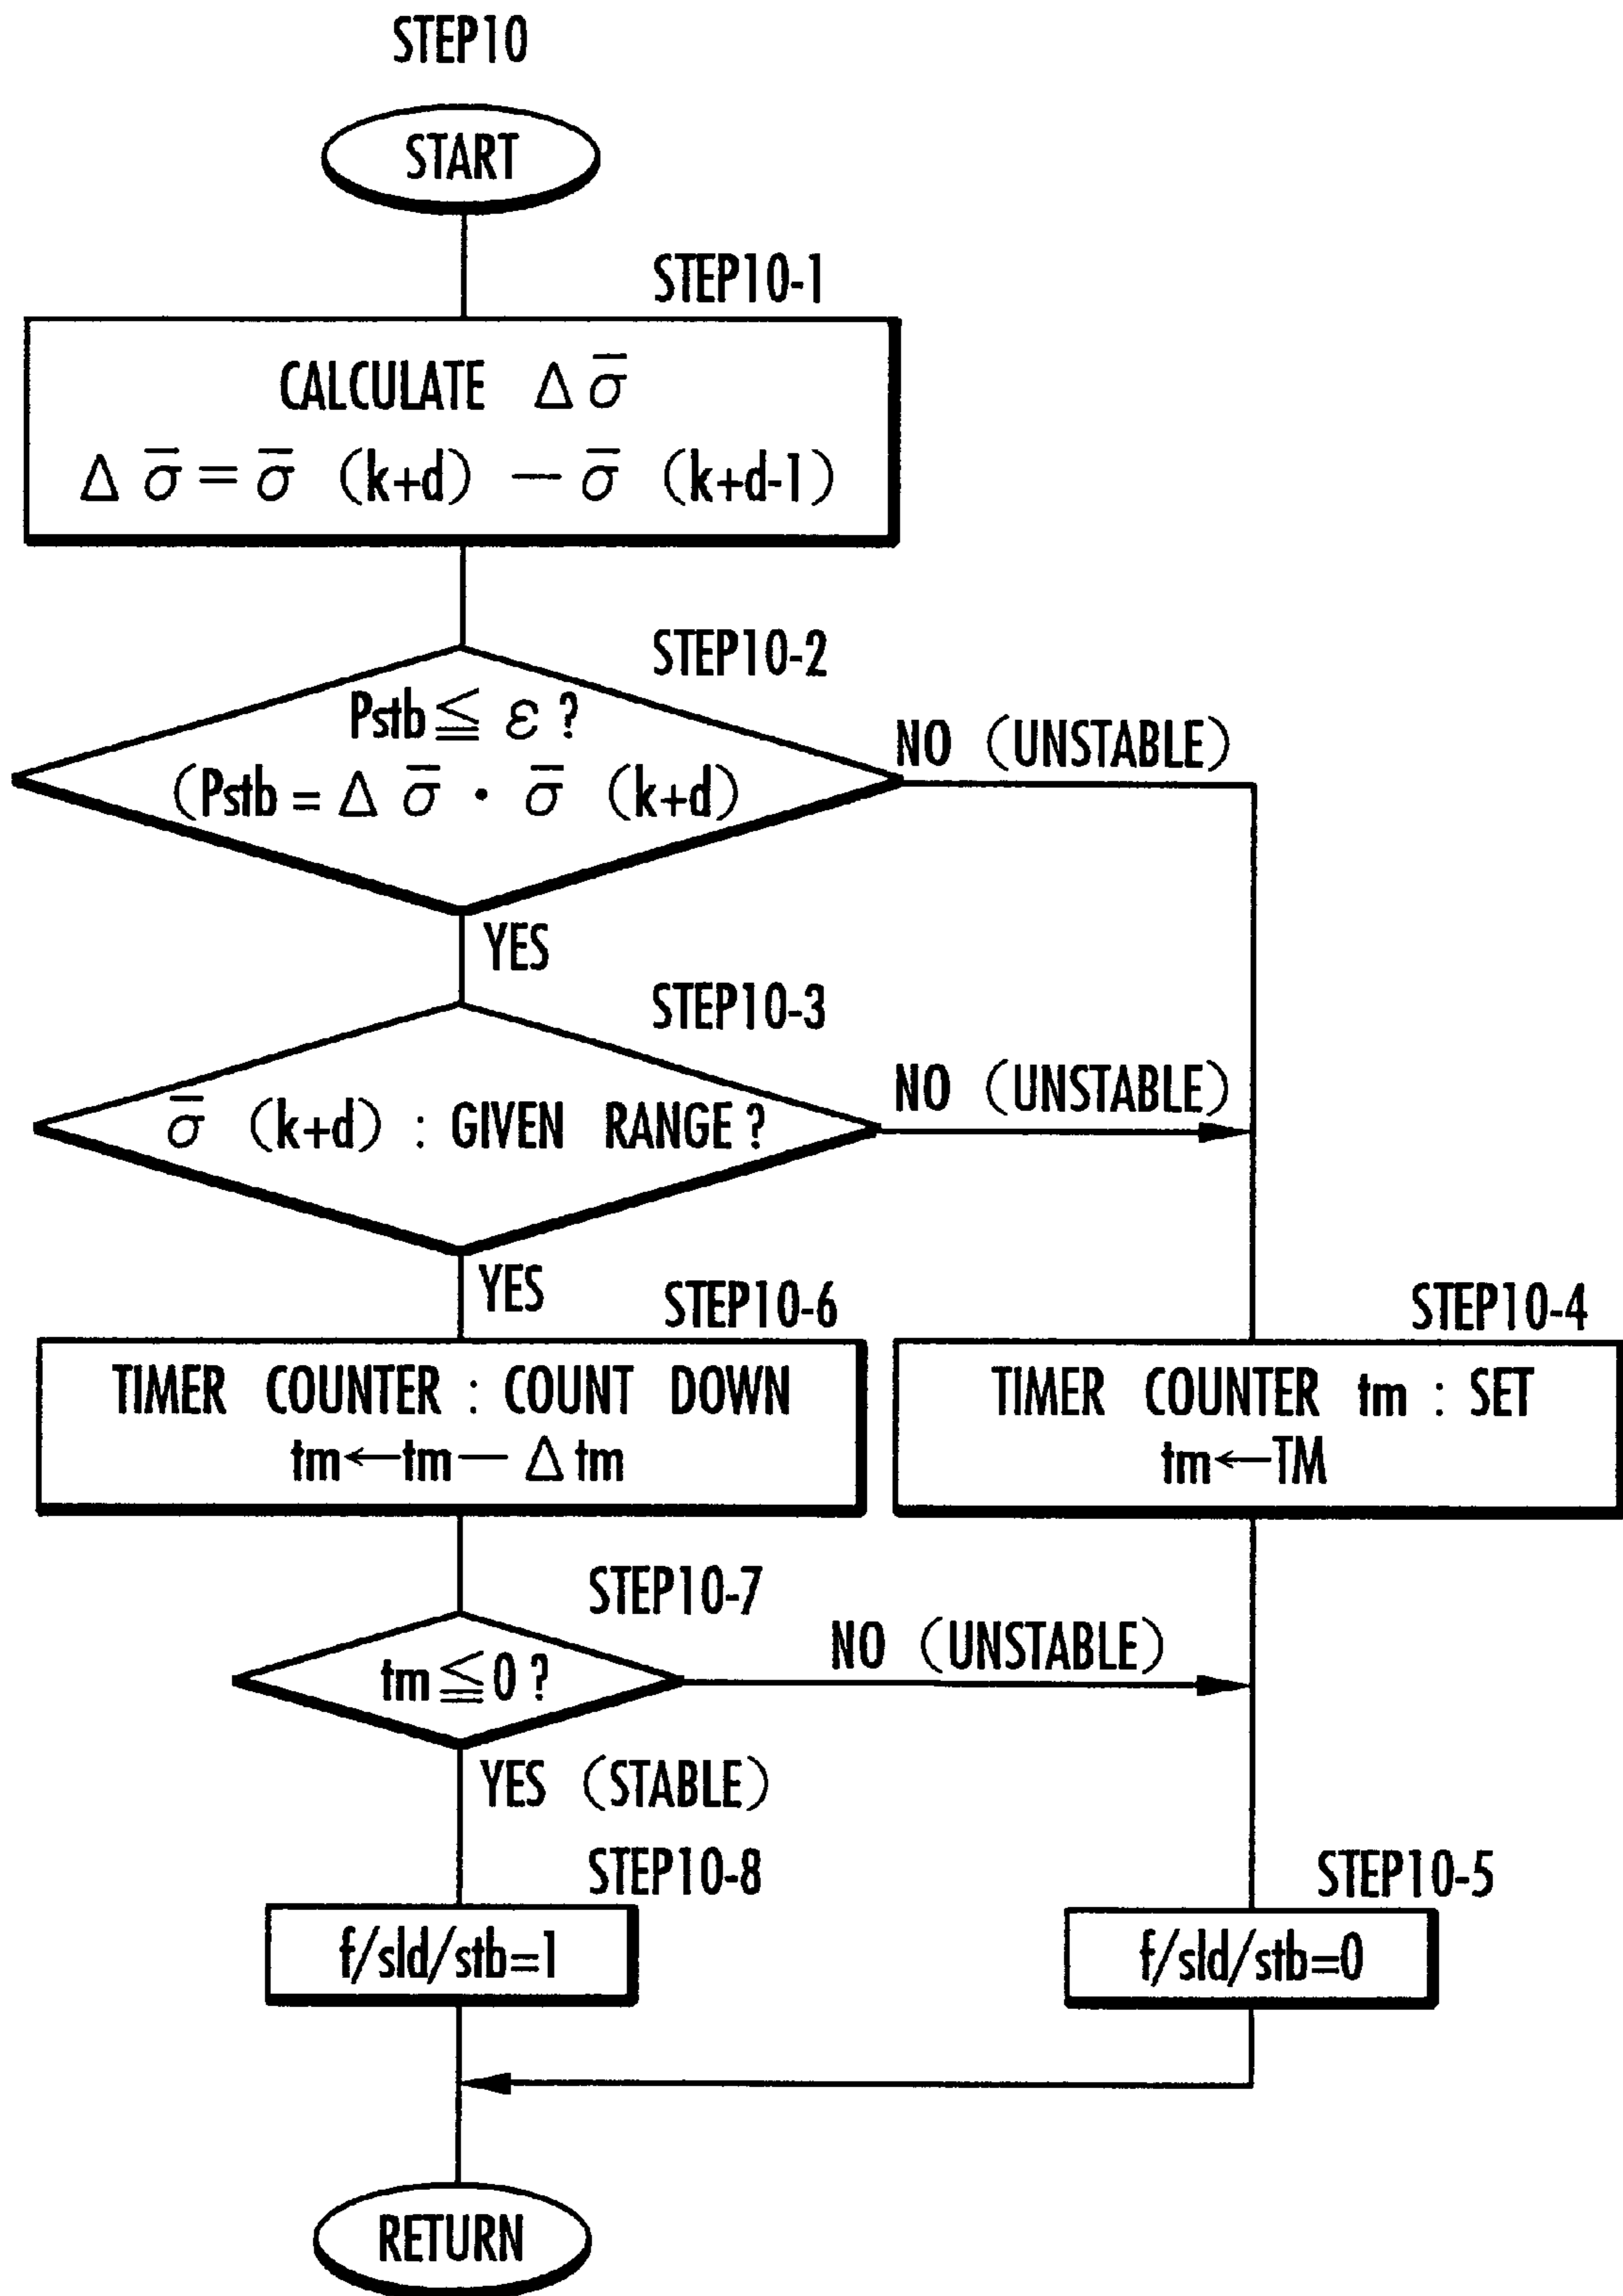 STEP10
START
STEP10-1
CALCULATE Δσ̅
Δσ̅ = σ̅ (k+d) — σ̅ (k+d-1)
STEP10-2
Pstb ≦ ε ?
(Pstb = Δσ̅ · σ̅ (k+d)
NO (UNSTABLE)
YES
STEP10-3
σ̅ (k+d) : GIVEN RANGE ?
NO (UNSTABLE)
YES
STEP10-6
TIMER COUNTER : COUNT DOWN
tm←tm — Δtm
STEP10-4
TIMER COUNTER tm : SET
tm←TM
STEP10-7
tm ≦ 0 ?
NO (UNSTABLE)
YES (STABLE)
STEP10-8
f/sld/stb=1
STEP10-5
f/sld/stb=0
RETURN